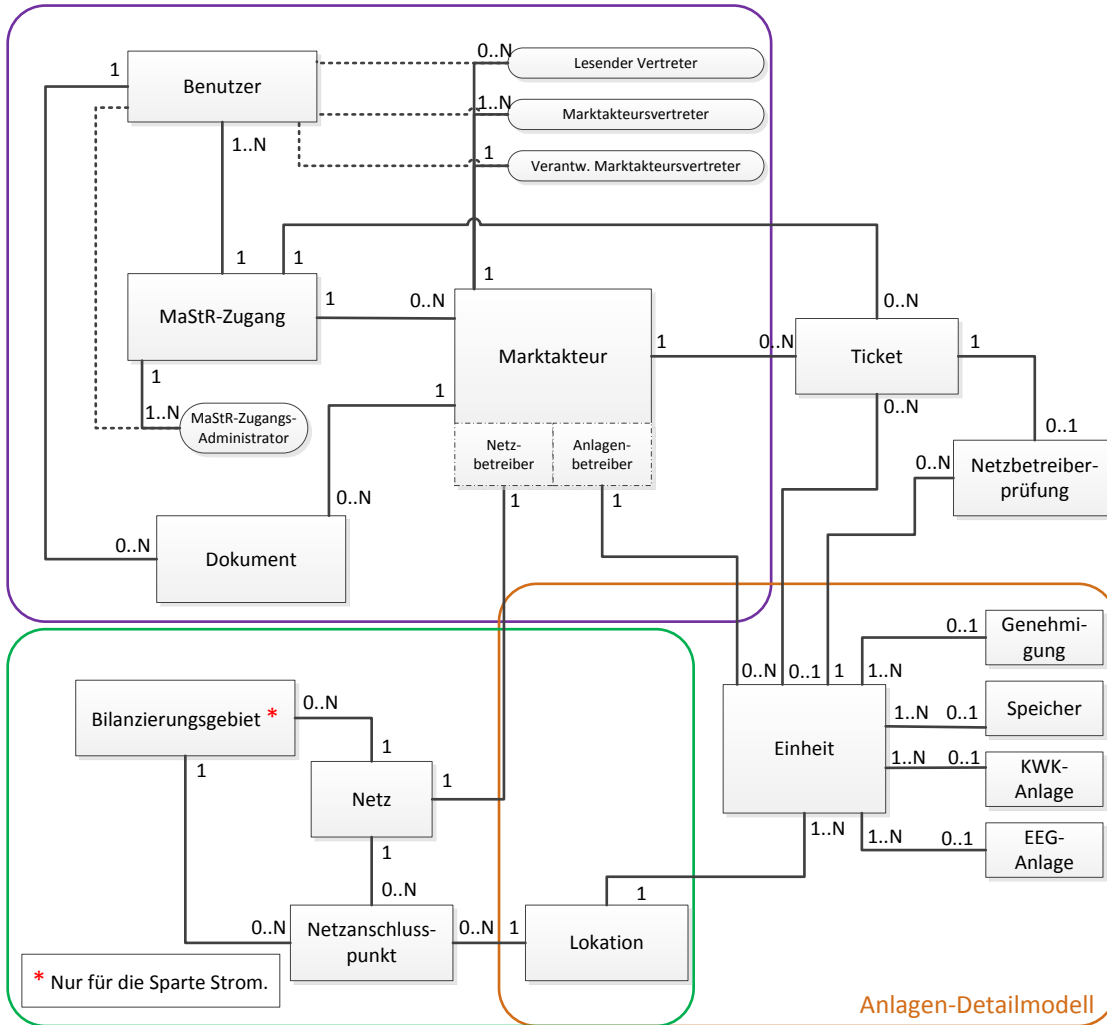 0..N
Lesender Vertreter
1
Benutzer
1..N
Marktakteursvertreter
1..N
1
Verantw. Marktakteursvertreter
1
1
1
0..N
MaStR-Zugang
1
0..N
Marktakteur
1
0..N
Ticket
1
1
1
0..N
1..N
MaStR-Zugangs-
Administrator
0..1
Netz-
betreiber
Anlagen-
betreiber
0..N
Netzbetreiber-
prüfung
0..N
1
1
0..N
Dokument
0..1
Genehmi-
gung
0..N
0..1
1
1..N
Bilanzierungsgebiet *
0..N
1..N
0..1
Speicher
1
1
Einheit
1..N
0..1
KWK-
Anlage
Netz
1
1
1..N
1..N
0..1
EEG-
Anlage
0..N
1
0..N
Netzanschluss-
punkt
0..N
1
Lokation
* Nur für die Sparte Strom.
Anlagen-Detailmodell